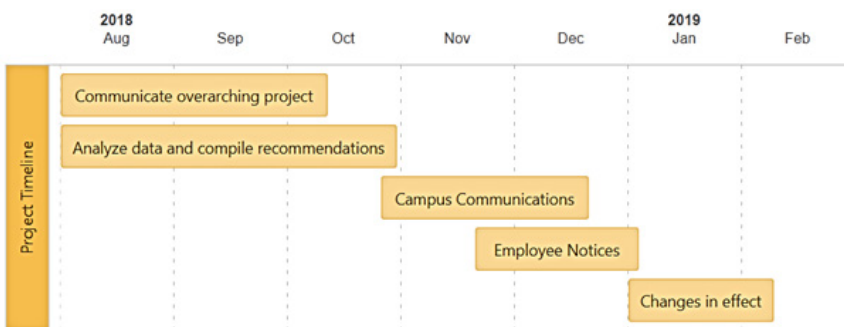 2018
2019
Aug
Sep
Oct
Nov
Dec
Jan
Feb
Project Timeline
Communicate overarching project
Analyze data and compile recommendations
Campus Communications
Employee Notices
Changes in effect